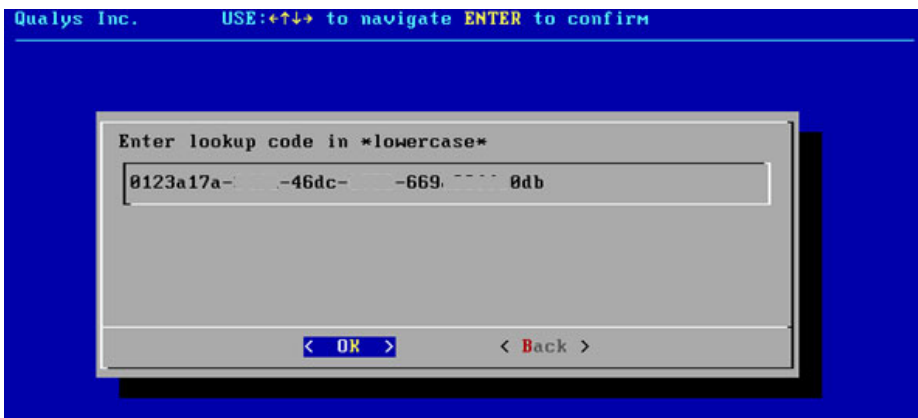 Qualys Inc. USE:←↑↓→ to navigate ENTER to confirm
Enter lookup code in *lowercase*
0123a17a- -46dc- -669 0db
< OK > < Back >